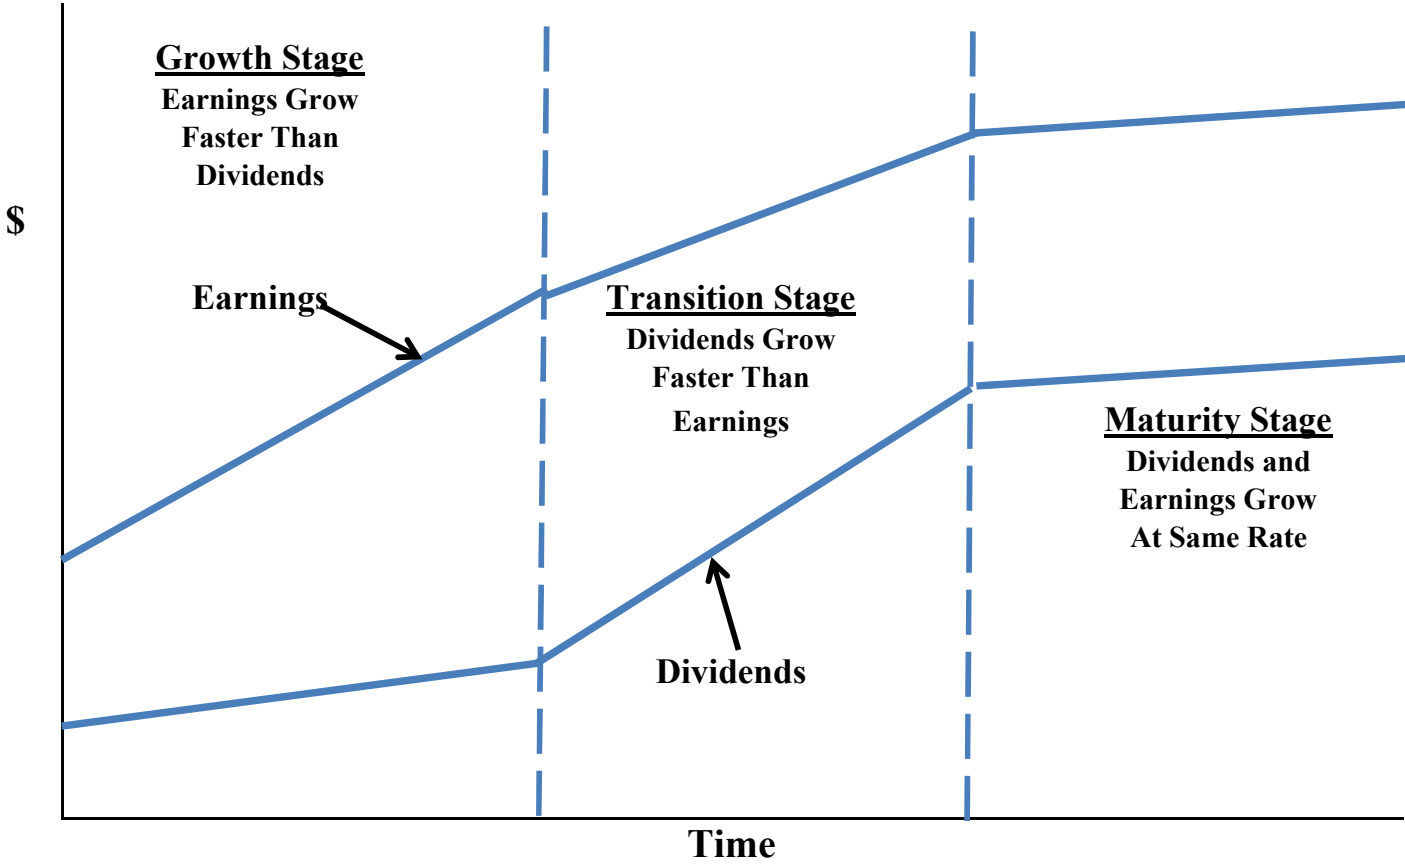 Growth Stage
Earnings Grow
Faster Than
Dividends
$
Earnings
Transition Stage
Dividends Grow
Faster Than
Earnings
Maturity Stage
Dividends and
Earnings Grow
At Same Rate
Dividends
Time